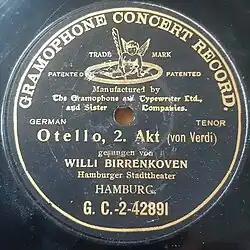 GRAMOPHONE CONCERT RECORD.
TRADE MARK
PATENTED PATENTED
Manufactured by
The Gramophone and Typewriter Ltd.,
and Sister Companies.
GERMAN TENOR
Otello, 2. Akt (von Verdi)
gesungen von
WILLI BIRRENKOVEN
Hamburger Stadttheater
HAMBURG.
G. C.-2-42891